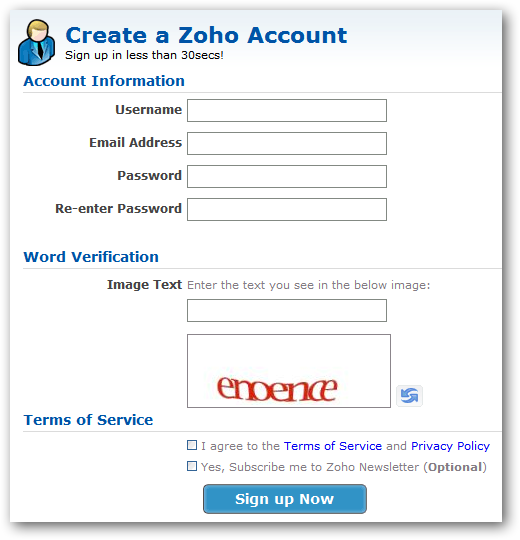 Create a Zoho Account
Sign up in less than 30secs!
Account Information
Username
Email Address
Password
Re-enter Password
Word Verification
Image Text Enter the text you see in the below image:
Terms of Service
I agree to the Terms of Service and Privacy Policy
Yes, Subscribe me to Zoho Newsletter (Optional)
Sign up Now